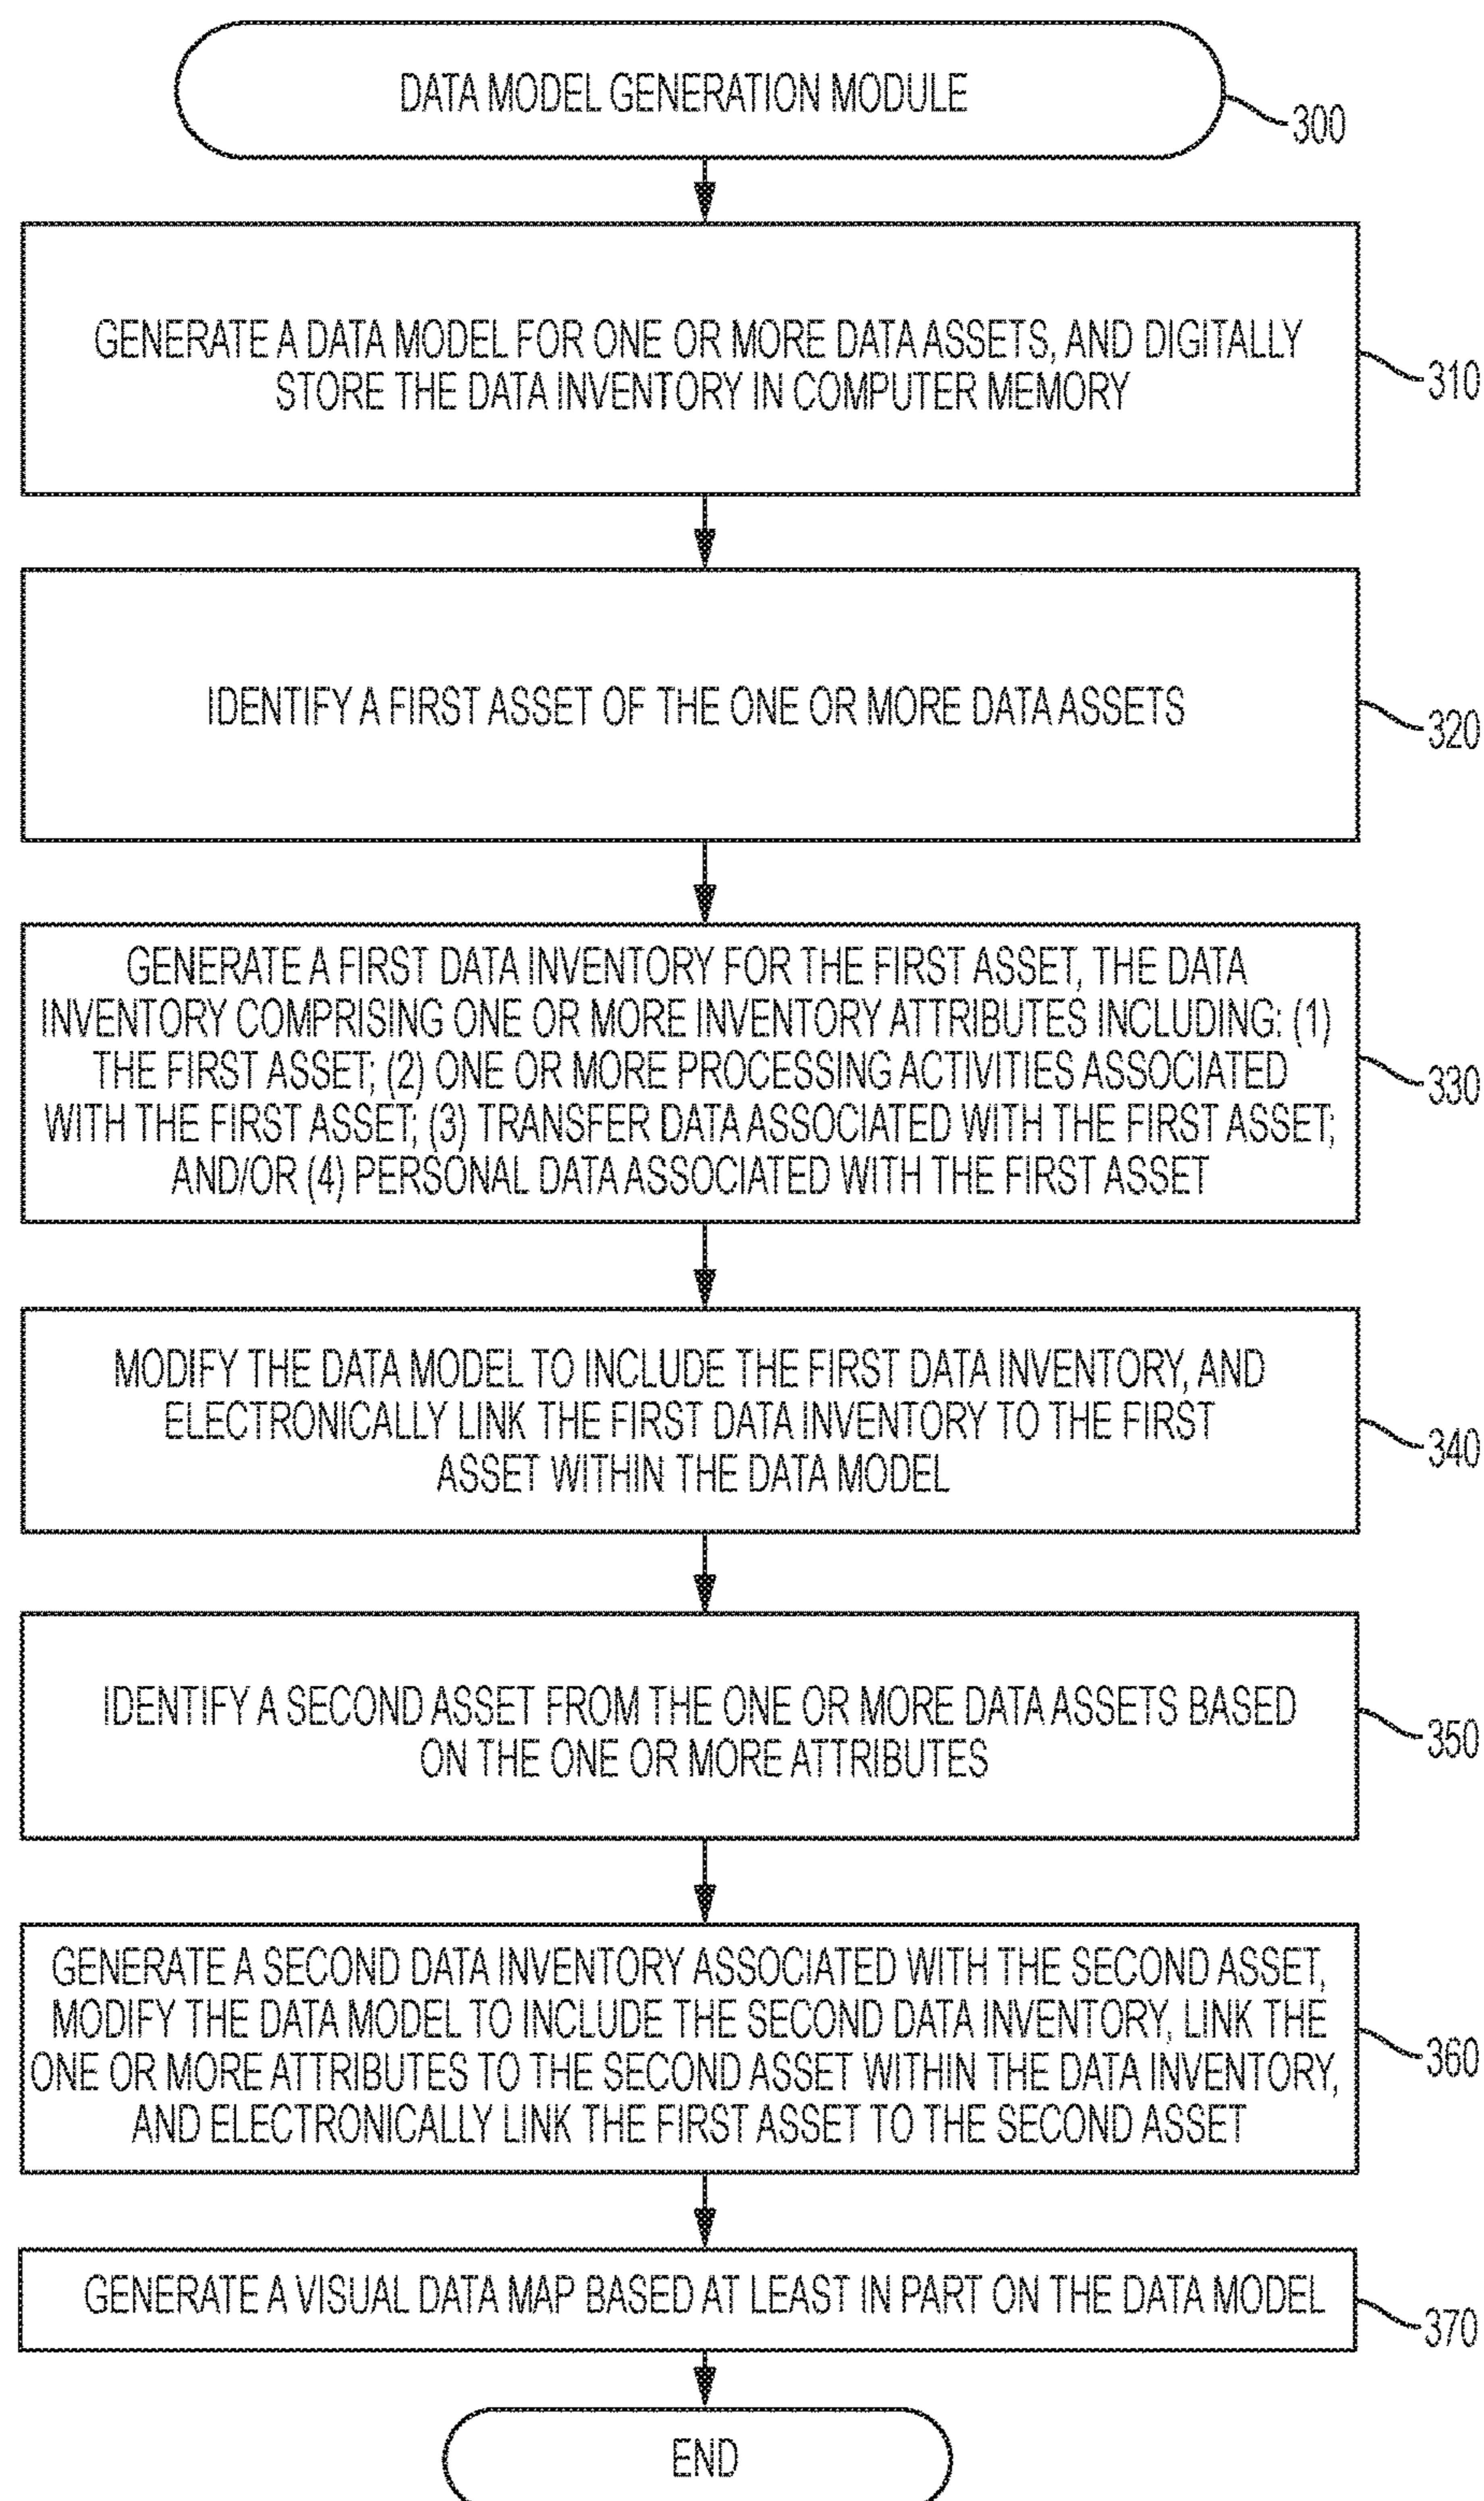 DATA MODEL GENERATION MODULE
300
GENERATE A DATA MODEL FOR ONE OR MORE DATA ASSETS, AND DIGITALLY
STORE THE DATA INVENTORY IN COMPUTER MEMORY
310
IDENTIFY A FIRST ASSET OF THE ONE OR MORE DATA ASSETS
320
GENERATE A FIRST DATA INVENTORY FOR THE FIRST ASSET, THE DATA
INVENTORY COMPRISING ONE OR MORE INVENTORY ATTRIBUTES INCLUDING: (1)
THE FIRST ASSET; (2) ONE OR MORE PROCESSING ACTIVITIES ASSOCIATED
WITH THE FIRST ASSET; (3) TRANSFER DATA ASSOCIATED WITH THE FIRST ASSET;
AND/OR (4) PERSONAL DATA ASSOCIATED WITH THE FIRST ASSET
330
MODIFY THE DATA MODEL TO INCLUDE THE FIRST DATA INVENTORY, AND
ELECTRONICALLY LINK THE FIRST DATA INVENTORY TO THE FIRST
ASSET WITHIN THE DATA MODEL
340
IDENTIFY A SECOND ASSET FROM THE ONE OR MORE DATA ASSETS BASED
ON THE ONE OR MORE ATTRIBUTES
350
GENERATE A SECOND DATA INVENTORY ASSOCIATED WITH THE SECOND ASSET,
MODIFY THE DATA MODEL TO INCLUDE THE SECOND DATA INVENTORY, LINK THE
ONE OR MORE ATTRIBUTES TO THE SECOND ASSET WITHIN THE DATA INVENTORY,
AND ELECTRONICALLY LINK THE FIRST ASSET TO THE SECOND ASSET
360
GENERATE A VISUAL DATA MAP BASED AT LEAST IN PART ON THE DATA MODEL
370
END